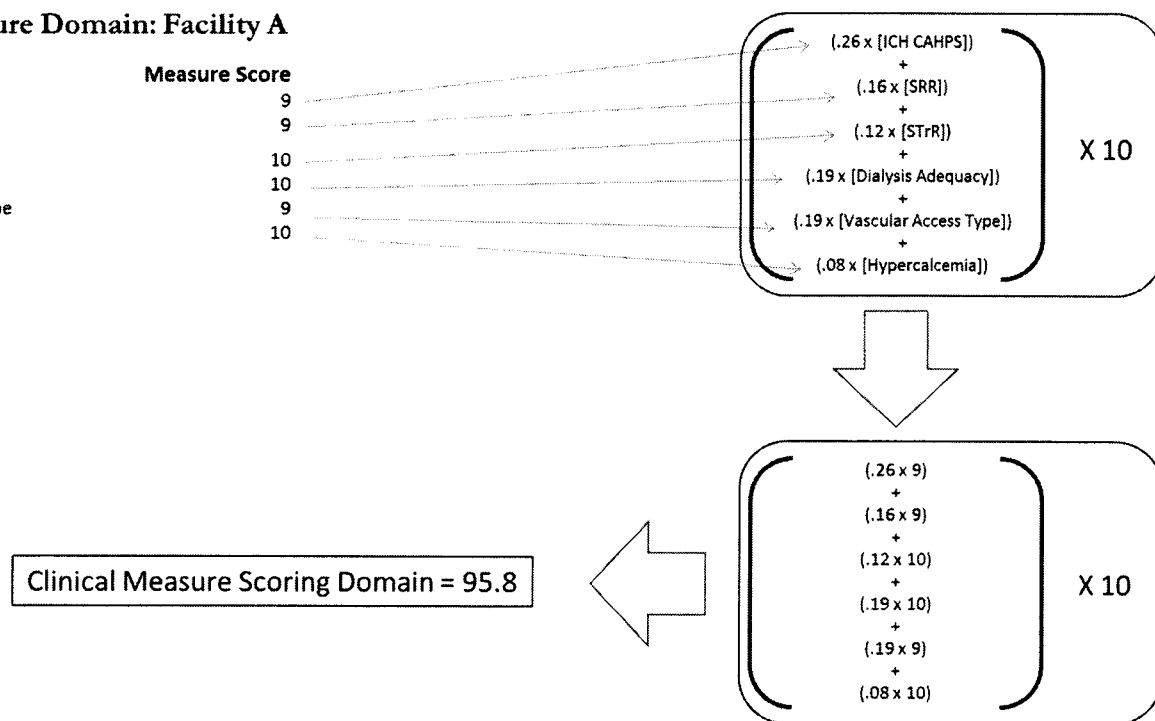 ure Domain: Facility A
Measure Score
9
9
10
10
9
10
pe
(.26 x [ICH CAHPS])
+
(.16 x [SRR])
+
(.12 x [STrR])
+
(.19 x [Dialysis Adequacy])
+
(.19 x [Vascular Access Type])
+
(.08 x [Hypercalcemia])
X 10
(.26 x 9)
+
(.16 x 9)
+
(.12 x 10)
+
(.19 x 10)
+
(.19 x 9)
+
(.08 x 10)
X 10
Clinical Measure Scoring Domain = 95.8